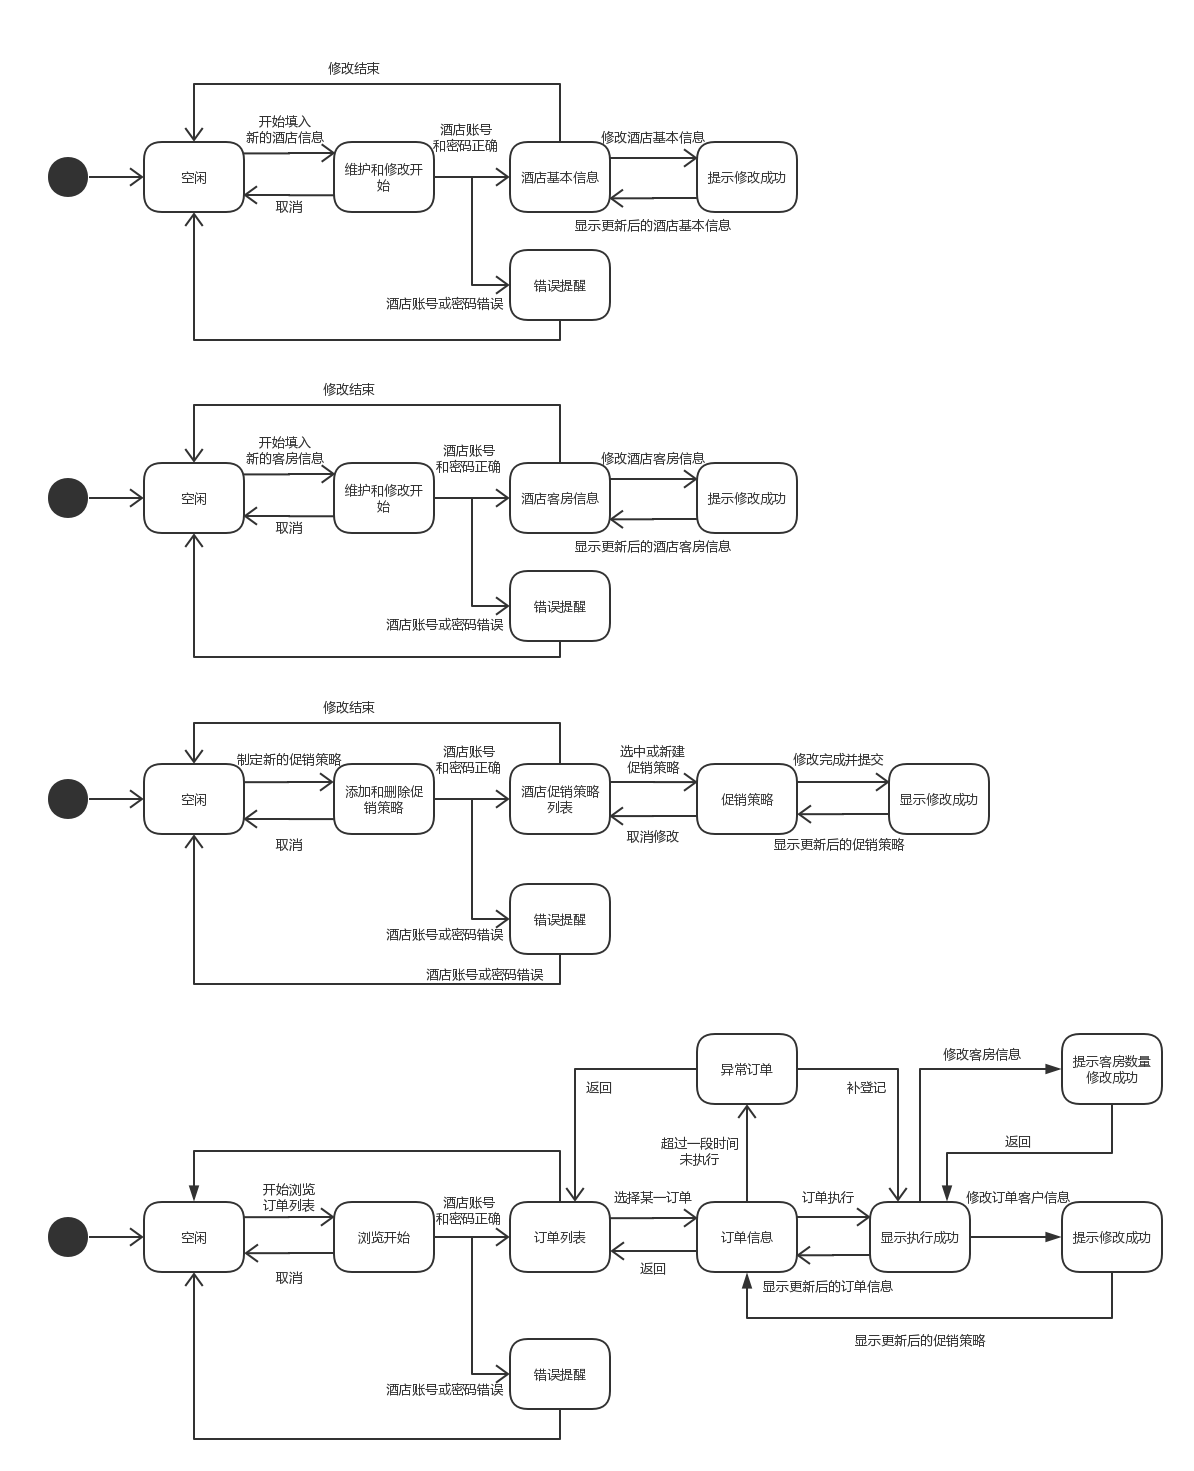 修改结束
开始填入
新的酒店信息
酒店账号
和密码正确
修改酒店基本信息
空闲
维护和修改开
始
酒店基本信息
提示修改成功
取消
显示更新后的酒店基本信息
错误提醒
酒店账号或密码错误
修改结束
开始填入
新的客房信息
酒店账号
和密码正确
修改酒店客房信息
空闲
维护和修改开
始
酒店客房信息
提示修改成功
取消
显示更新后的酒店客房信息
错误提醒
酒店账号或密码错误
修改结束
制定新的促销策略
酒店账号
和密码正确
选中或新建
促销策略
修改完成并提交
空闲
添加和删除促
销策略
酒店促销策略
列表
促销策略
显示修改成功
取消
取消修改
显示更新后的促销策略
错误提醒
酒店账号或密码错误
酒店账号或密码错误
异常订单
修改客房信息
提示客房数量
修改成功
返回
补登记
超过一段时间
未执行
返回
开始浏览
订单列表
酒店账号
和密码正确
选择某一订单
订单执行
修改订单客户信息
空闲
浏览开始
订单列表
订单信息
显示执行成功
提示修改成功
取消
返回
显示更新后的订单信息
显示更新后的促销策略
错误提醒
酒店账号或密码错误